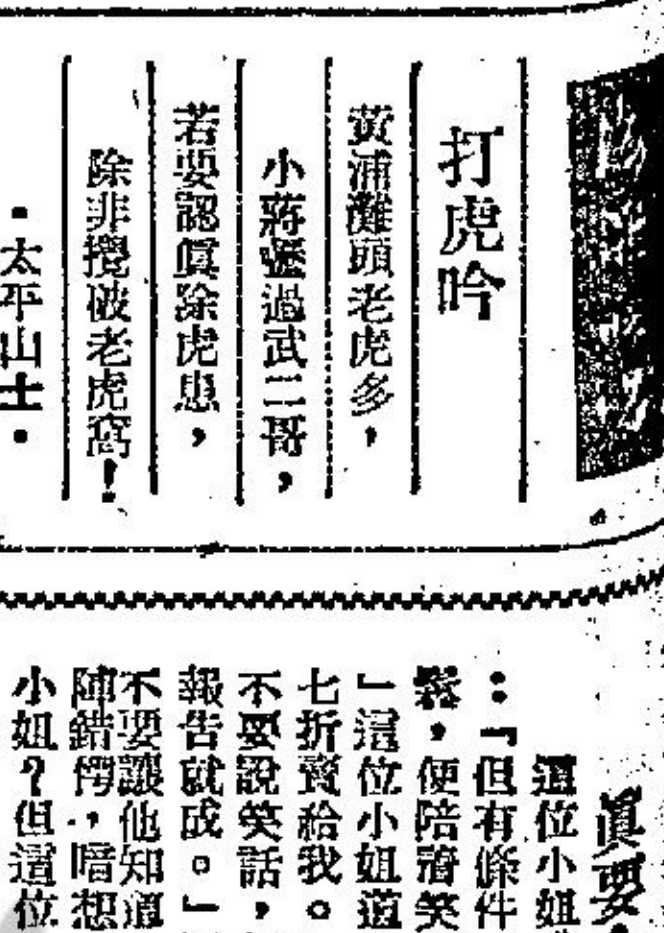 打虎吟
黃浦灘頭老虎多,
小蔣賽過武二哥,
若要認眞除虎患,
除非攪破老虎窩!
·太平山士·
眞要
這位小姐
:「但有條件
鬆,便陪着笑
」這位小姐道
七折賣給我。
不要說笑話,
報告就成。」
不要讓他知道
陣錯愕,暗想
小姐?但這位